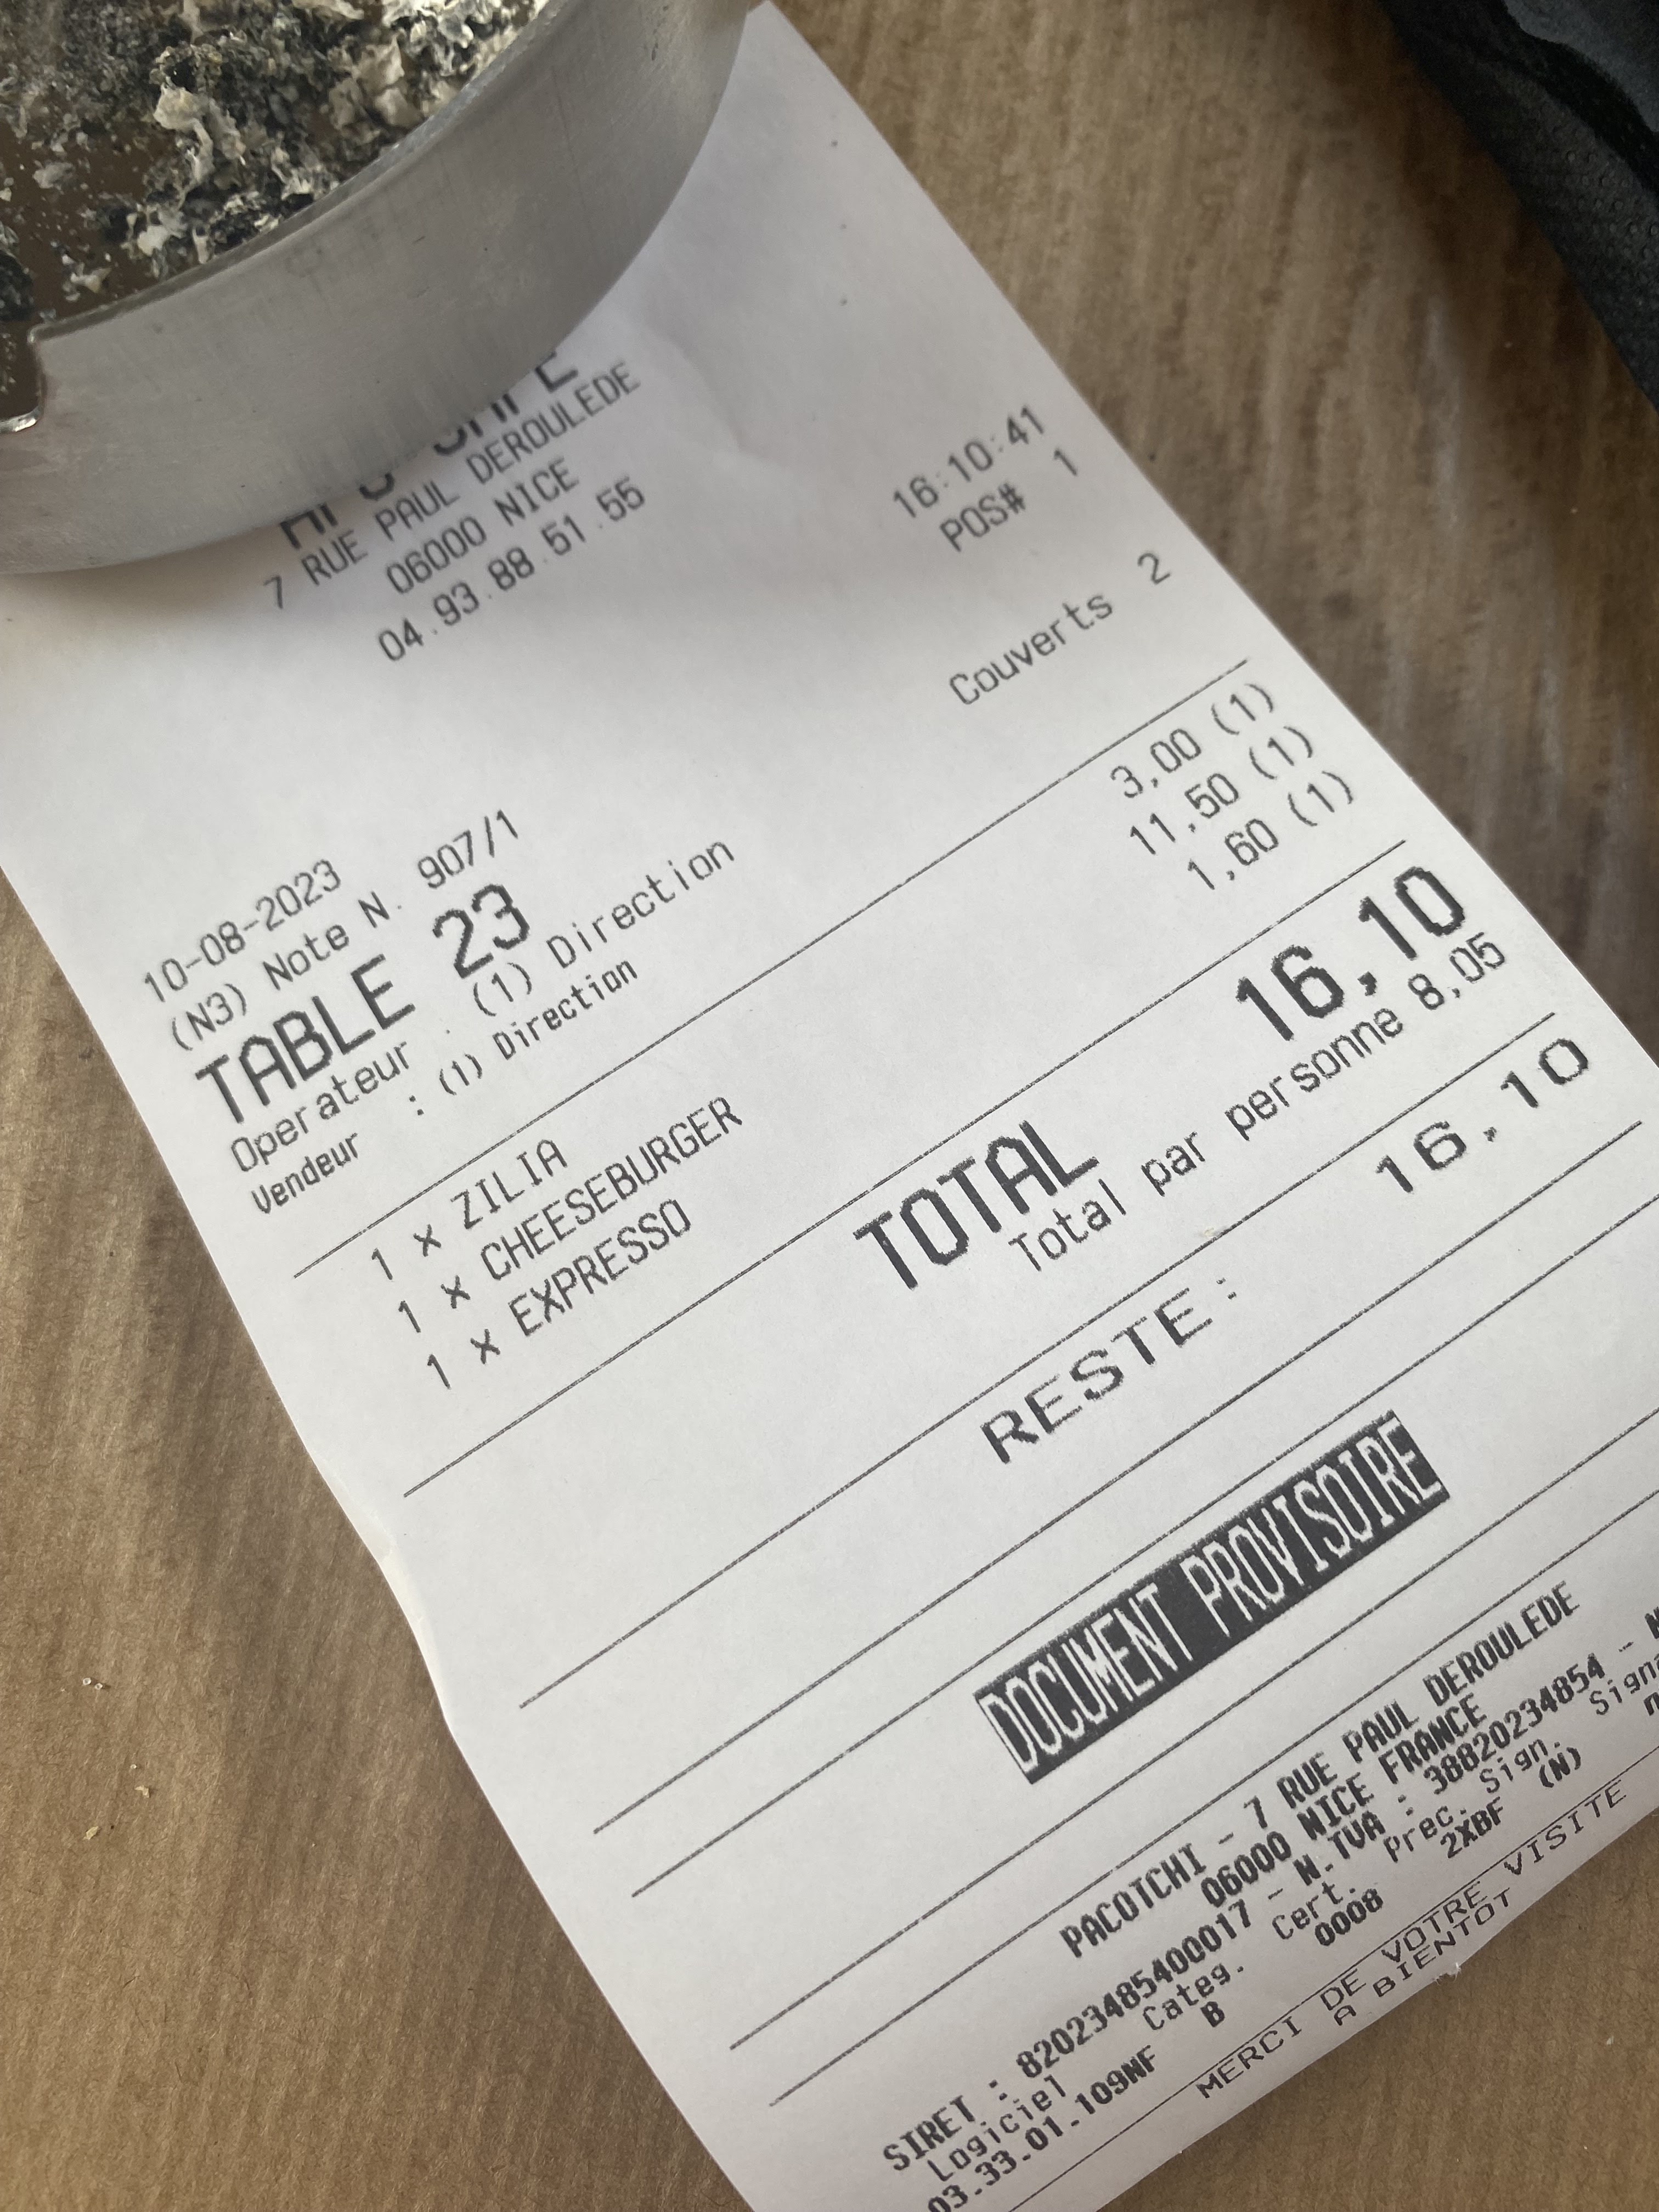 7 RUE PAUL DEROULEDE
06000 NICE
04.93.88.51.55
10-08-2023 16:10:41
(N3) Note N. 907/1 POS# 1
TABLE 23 Couverts 2
Operateur : (1) Direction
Vendeur : (1) Direction
1 x ZILIA 3,00 (1)
1 x CHEESEBURGER 11,50 (1)
1 x EXPRESSO 1,60 (1)
TOTAL 16,10
Total par personne 8,05
RESTE : 16,10
DOCUMENT PROVISOIRE
PACOTCHI - 7 RUE PAUL DEROULEDE
06000 NICE FRANCE
SIRET : 82023485400017 - N.TVA : 38820234854 -
Logiciel Categ. Cert. Prec. Sign.
03.33.01.109NF B 0008 2XBF (N)
MERCI DE VOTRE VISITE
A BIENTOT